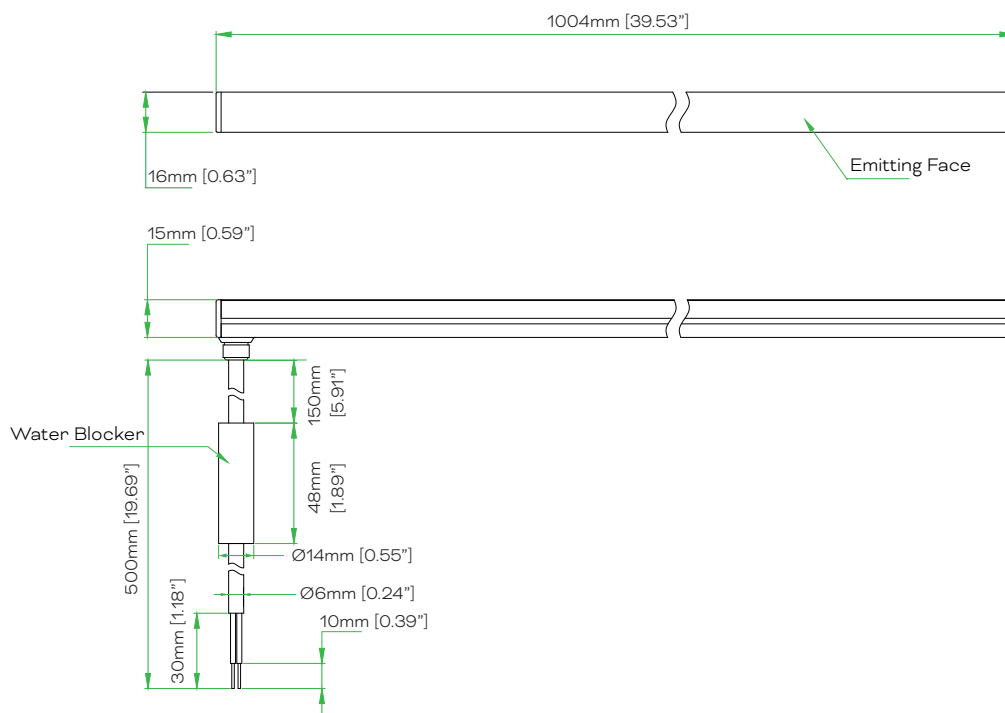 1004mm [39.53”]
16mm [0.63”]
Emitting Face
15mm [0.59”]
150mm
[5.91”]
Water Blocker
48mm
[1.89”]
500mm [19.69”]
Ø14mm [0.55”]
Ø6mm [0.24”]
30mm [1.18”]
10mm [0.39”]